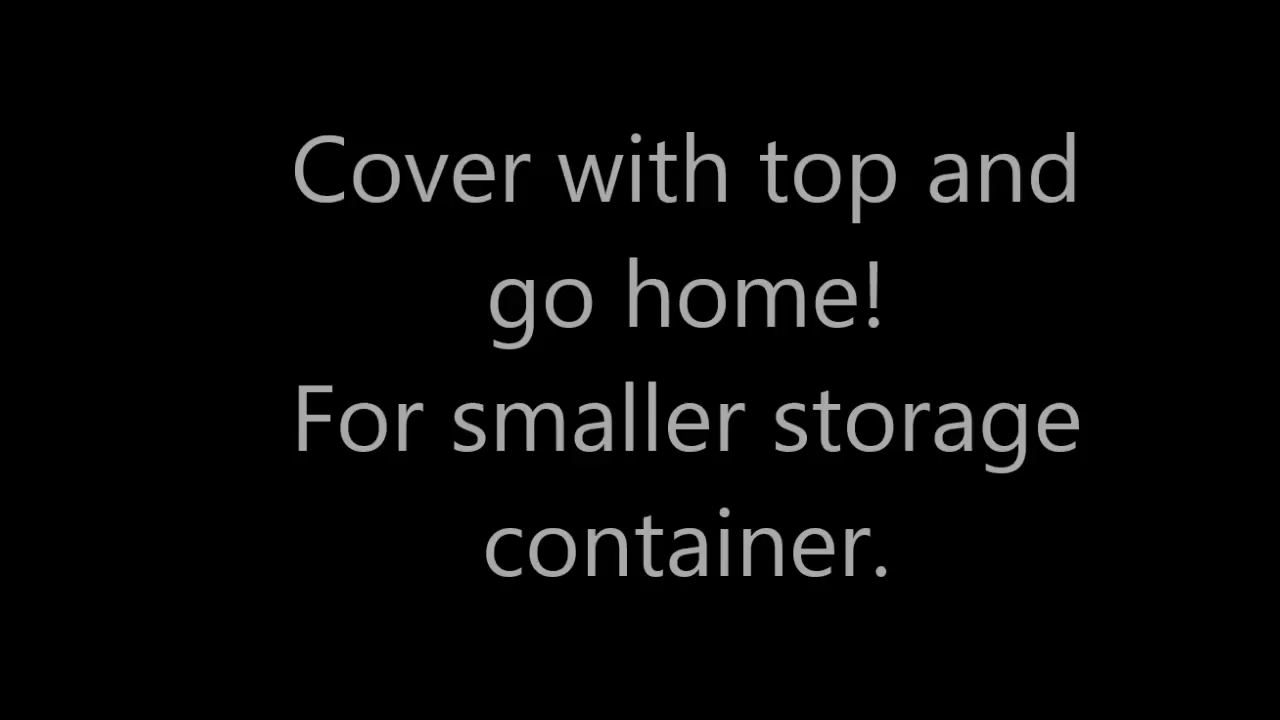 Cover with top and
go home!
For smaller storage
container.